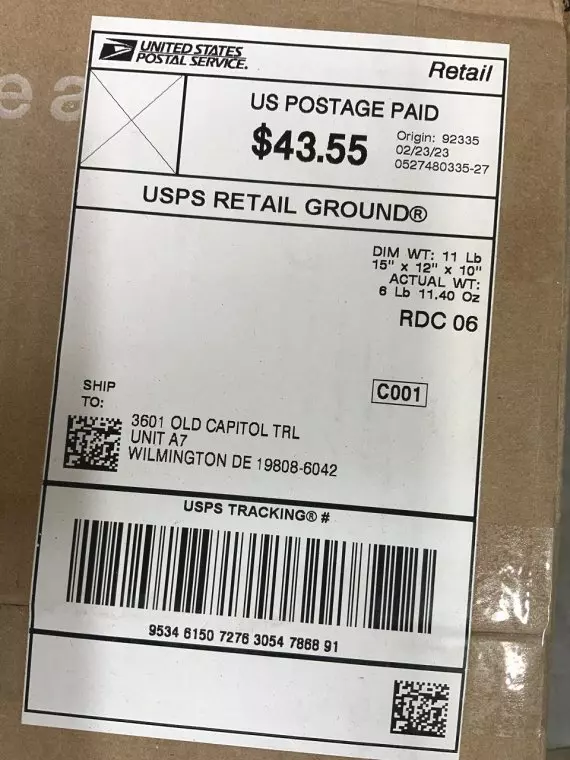 ea
UNITED STATES
POSTAL SERVICE.
Retail
US POSTAGE PAID
$43.55
Origin: 92335
02/23/23
0527480335-27
USPS RETAIL GROUND®
DIM WT: 11 Lb
15" x 12" x 10"
ACTUAL WT:
6 Lb 11.40 Oz
RDC 06
C001
SHIP
TO:
3601 OLD CAPITOL TRL
UNIT A7
WILMINGTON DE 19808-6042
USPS TRACKING® #
9534 6150 7276 3054 7868 91